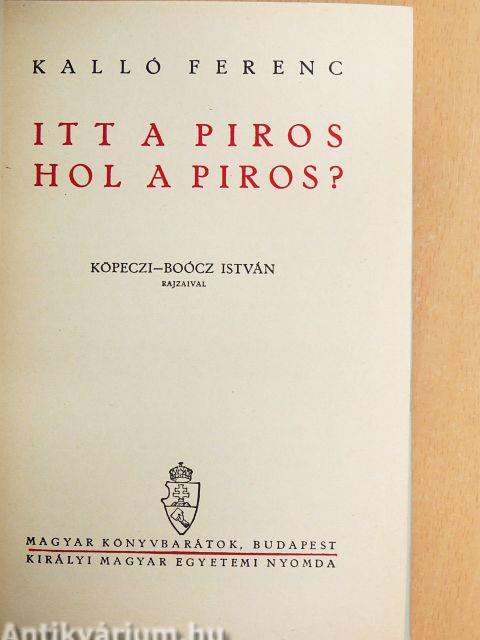 KALLÓ FERENC
ITT A PIROS
HOL A PIROS?
KÖPECZI–BOÓCZ ISTVÁN
RAJZAIVAL
MAGYAR KÖNYVBARÁTOK, BUDAPEST
KIRÁLYI MAGYAR EGYETEMI NYOMDA
Antikvárium.hu